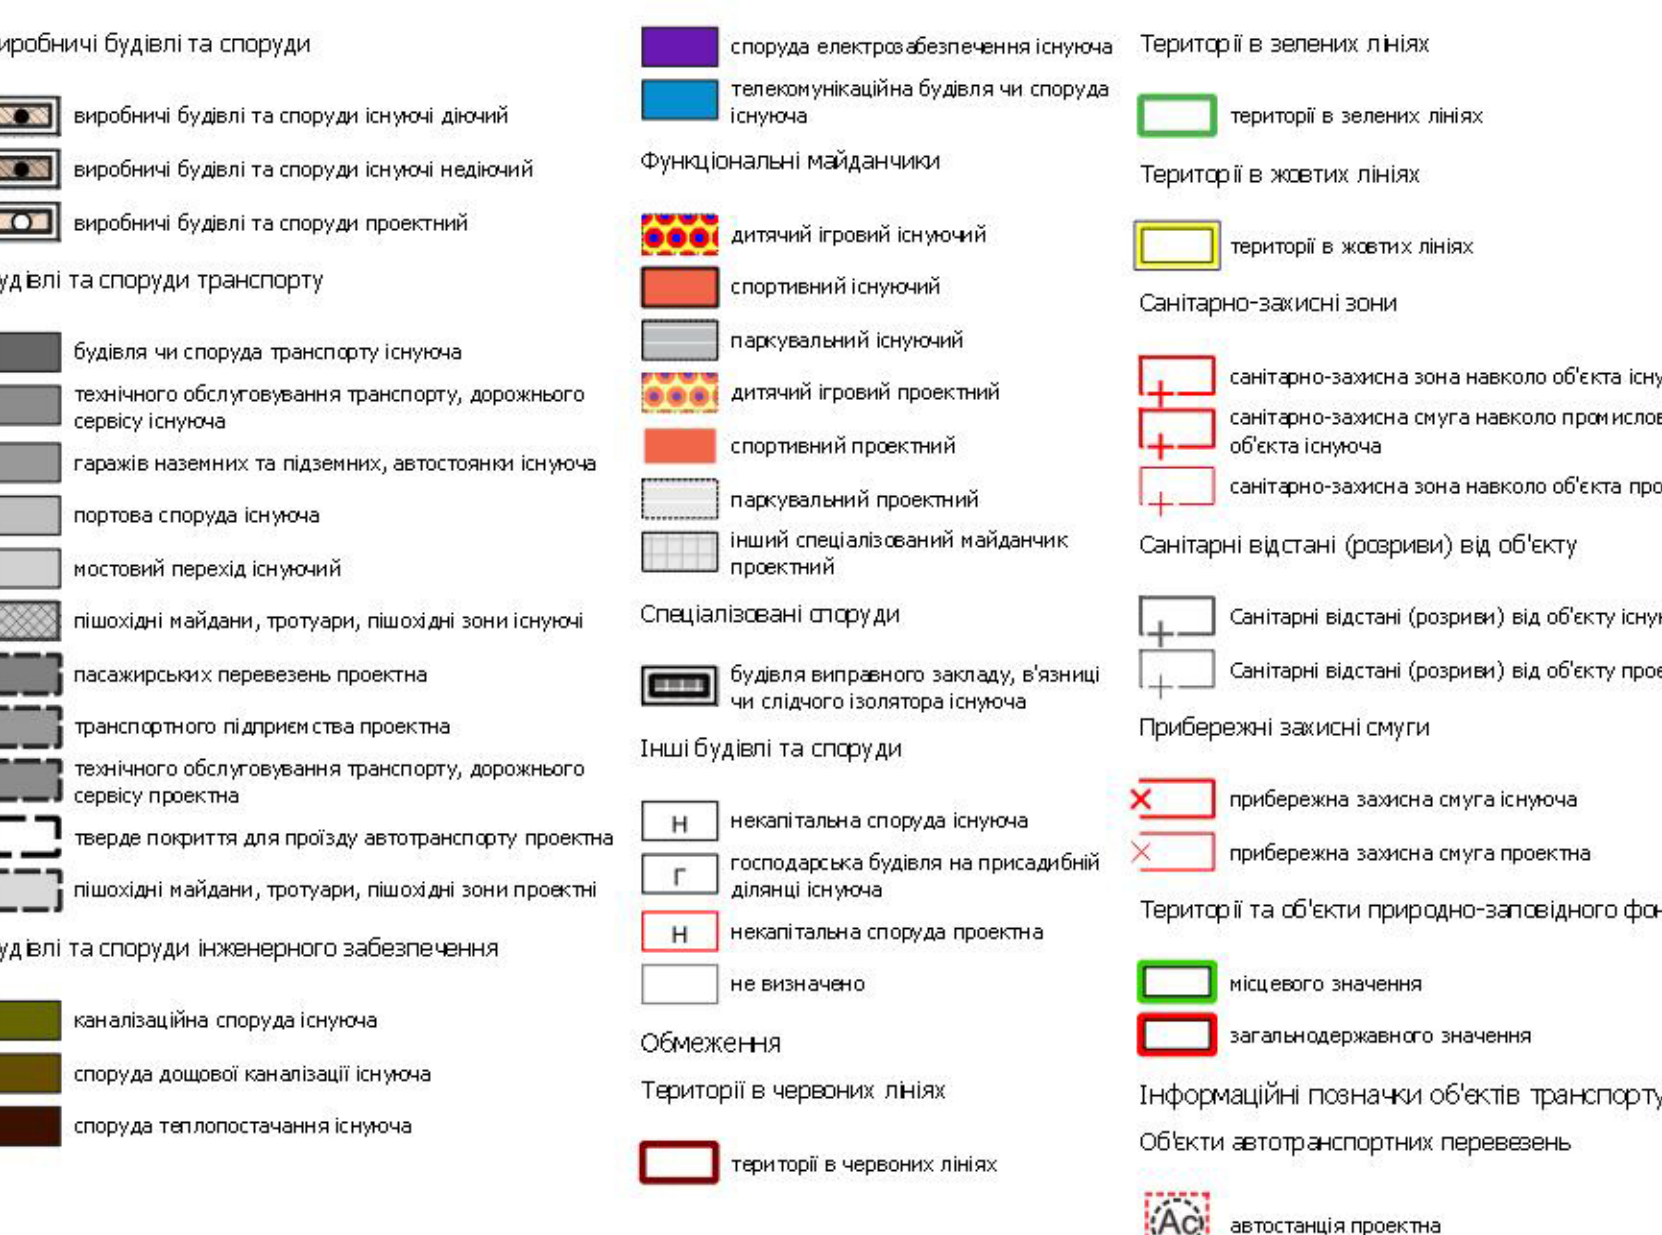 иробничі будівлі та споруди
виробничі будівлі та споруди існуючі діючий
виробничі будівлі та споруди існуючі недіючий
виробничі будівлі та споруди проектний
удівлі та споруди транспорту
будівля чи споруда транспорту існуюча
технічного обслуговування транспорту, дорожнього
сервісу існуюча
гаражів наземних та підземних, автостоянки існуюча
портова споруда існуюча
мостовий перехід існуючий
пішохідні майдани, тротуари, пішохідні зони існуючі
пасажирських перевезень проектна
транспортного підприємства проектна
технічного обслуговування транспорту, дорожнього
сервісу проектна
тверде покриття для проїзду автотранспорту проектна
пішохідні майдани, тротуари, пішохідні зони проектні
удівлі та споруди інженерного забезпечення
каналізаційна споруда існуюча
споруда дощової каналізації існуюча
споруда теплопостачання існуюча
споруда електрозабезпечення існуюча
телекомунікаційна будівля чи споруда
існуюча
Функціональні майданчики
дитячий ігровий існуючий
спортивний існуючий
паркувальний існуючий
дитячий ігровий проектний
спортивний проектний
паркувальний проектний
інший спеціалізований майданчик
проектний
Спеціалізовані споруди
будівля виправного закладу, в'язниці
чи слідчого ізолятора існуюча
Інші будівлі та споруди
Н некапітальна споруда існуюча
Г господарська будівля на присадибній
ділянці існуюча
Н некапітальна споруда проектна
не визначено
Обмеження
Території в червоних лініях
території в червоних лініях
Території в зелених лініях
території в зелених лініях
Території в жовтих лініях
території в жовтих лініях
Санітарно-захисні зони
санітарно-захисна зона навколо об'єкта існу
санітарно-захисна смуга навколо промислов
об'єкта існуюча
санітарно-захисна зона навколо об'єкта про
Санітарні відстані (розриви) від об'єкту
Санітарні відстані (розриви) від об'єкту існу
Санітарні відстані (розриви) від об'єкту прое
Прибережні захисні смуги
прибережна захисна смуга існуюча
прибережна захисна смуга проектна
Території та об'єкти природно-заповідного фон
місцевого значення
загальнодержавного значення
Інформаційні позначки об'єктів транспорту
Об'єкти автотранспортних перевезень
Ас автостанція проектна